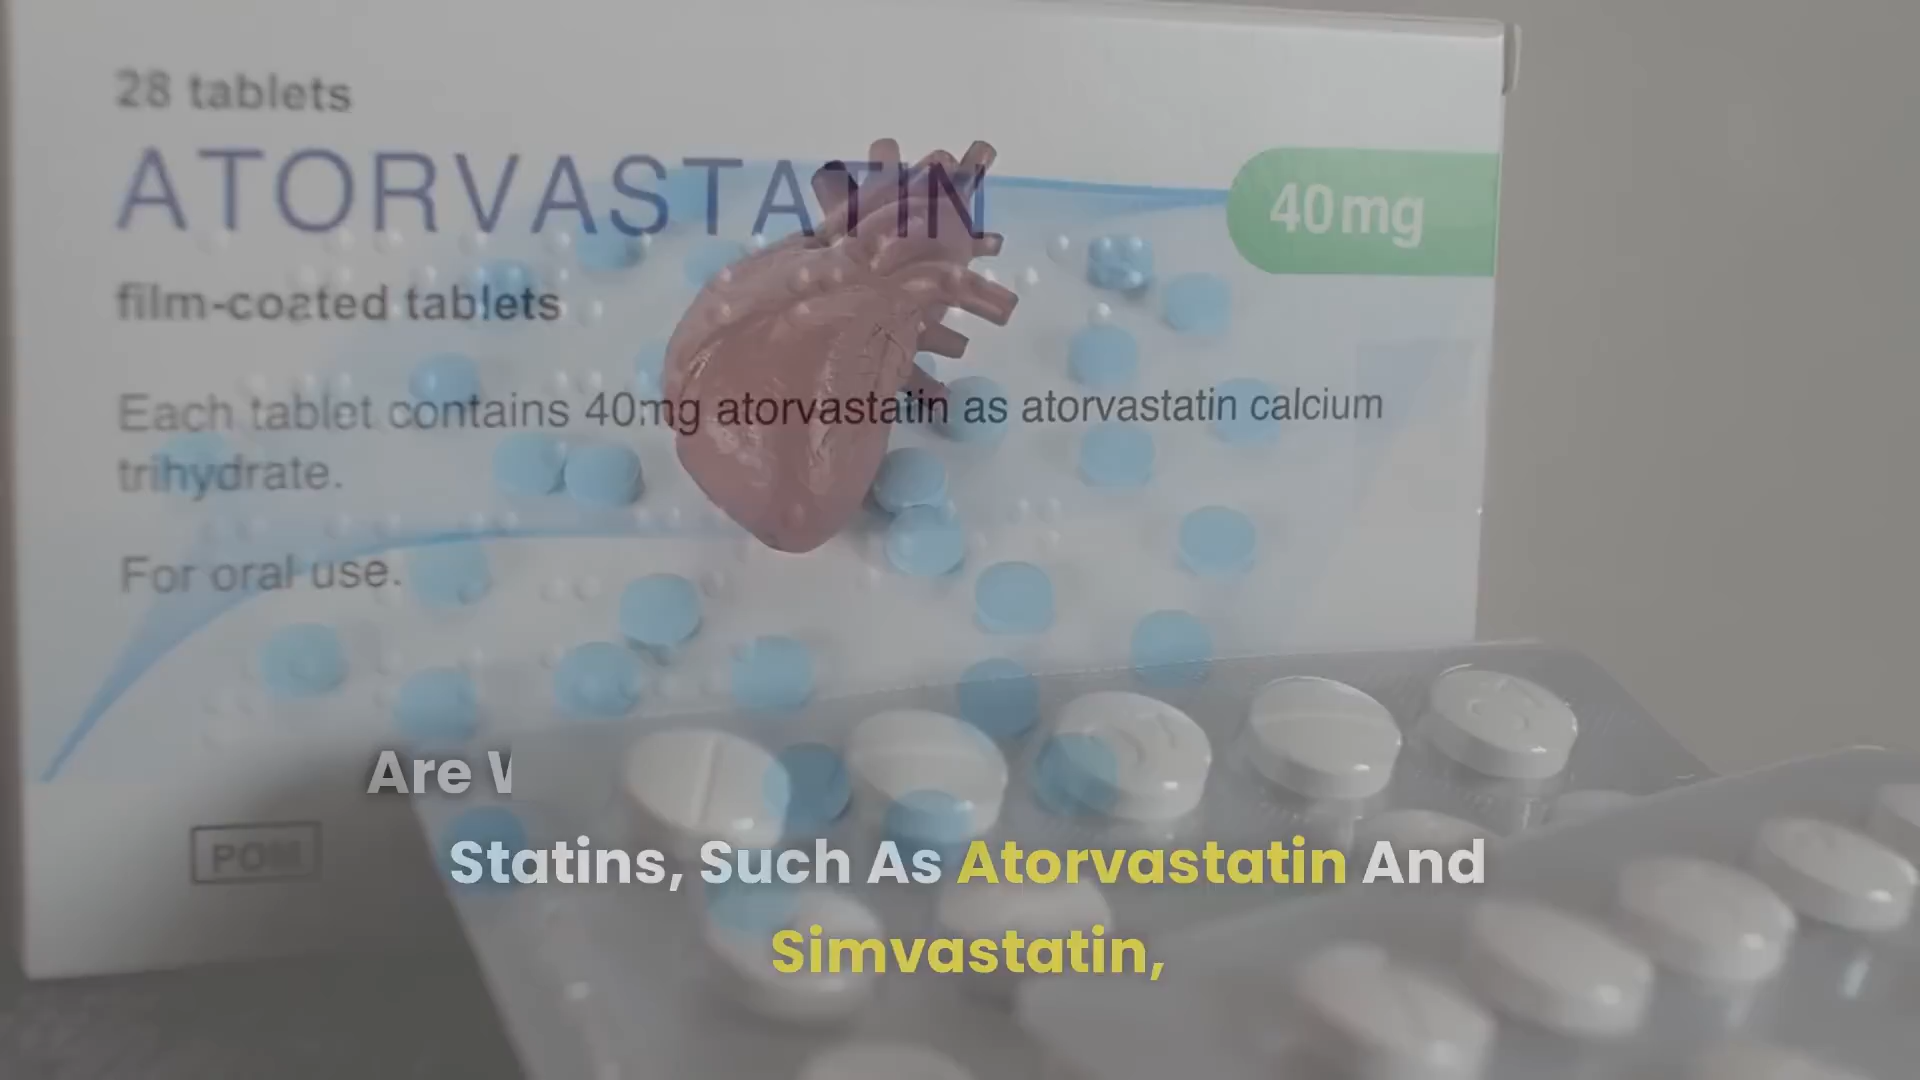 28 tablets
ATORVASTATIN
40mg
film-coated tablets
Each tablet contains 40mg atorvastatin as atorvastatin calcium
trihydrate.
For oral use.
POM
Are
Statins, Such As Atorvastatin And
Simvastatin,